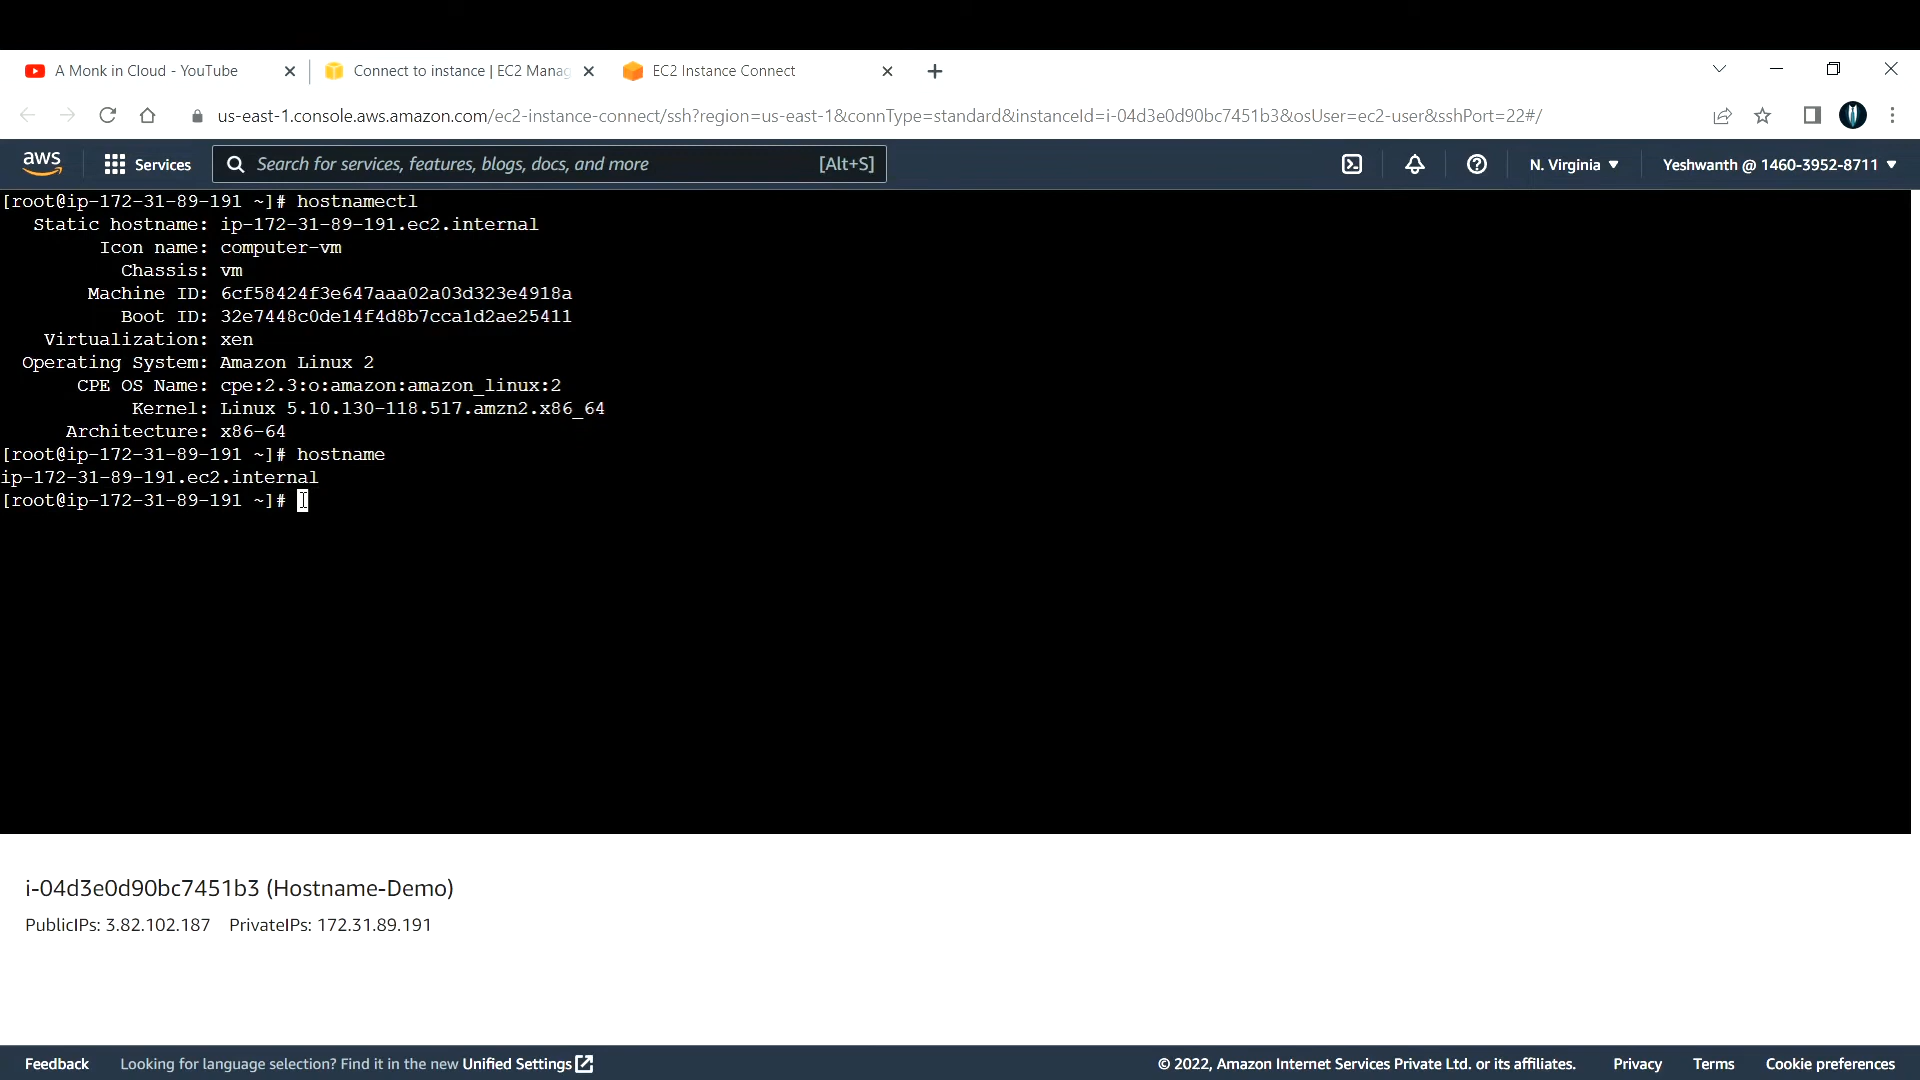 A Monk in Cloud - YouTube
Connect to instance | EC2 Manag
EC2 Instance Connect
us-east-1.console.aws.amazon.com/ec2-instance-connect/ssh?region=us-east-1&connType=standard&instanceId=i-04d3e0d90bc7451b3&osUser=ec2-user&sshPort=22#/
aws
Services
Search for services, features, blogs, docs, and more
[Alt+S]
N. Virginia
Yeshwanth @ 1460-3952-8711
[root@ip-172-31-89-191 ~]# hostnamectl
Static hostname: ip-172-31-89-191.ec2.internal
Icon name: computer-vm
Chassis: vm
Machine ID: 6cf58424f3e647aaa02a03d323e4918a
Boot ID: 32e7448c0de14f4d8b7cca1d2ae25411
Virtualization: xen
Operating System: Amazon Linux 2
CPE OS Name: cpe:2.3:o:amazon:amazon_linux:2
Kernel: Linux 5.10.130-118.517.amzn2.x86_64
Architecture: x86-64
[root@ip-172-31-89-191 ~]# hostname
ip-172-31-89-191.ec2.internal
[root@ip-172-31-89-191 ~]#
i-04d3e0d90bc7451b3 (Hostname-Demo)
PublicIPs: 3.82.102.187 PrivateIPs: 172.31.89.191
Feedback
Looking for language selection? Find it in the new Unified Settings
© 2022, Amazon Internet Services Private Ltd. or its affiliates.
Privacy
Terms
Cookie preferences